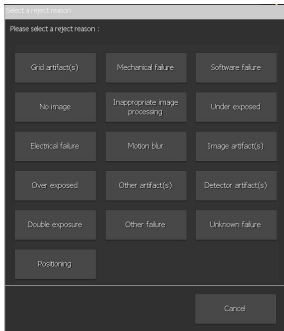 Select a reject reason
Please select a reject reason :
Grid artifact(s)
Mechanical failure
Software failure
No image
Inappropriate image
processing
Under exposed
Electrical failure
Motion blur
Image artifact(s)
Over exposed
Other artifact(s)
Detector artifact(s)
Double exposure
Other failure
Unknown failure
Positioning
Cancel